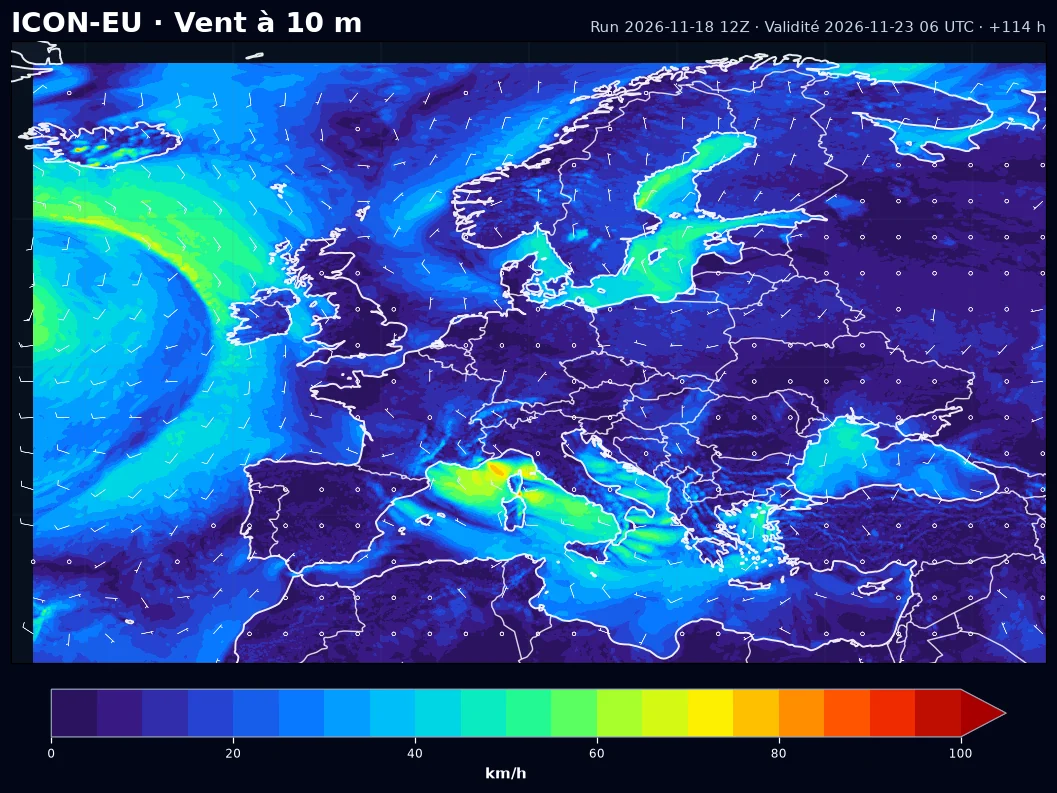 ICON-EU · Vent à 10 m
Run 2026-11-18 12Z · Validité 2026-11-23 06 UTC · +114 h
0 20 40 60 80 100
km/h